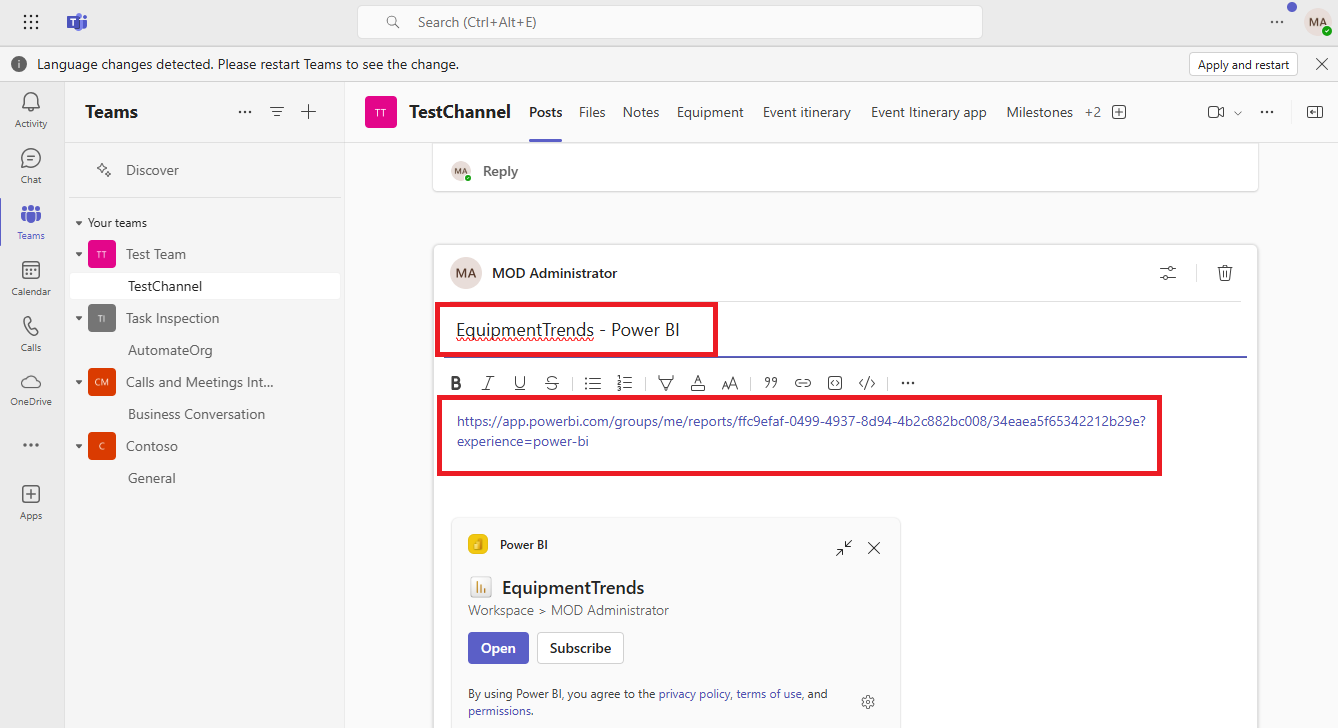 Search (Ctrl+Alt+E)
MA
Language changes detected. Please restart Teams to see the change.
Apply and restart
Activity
Chat
Teams
Calendar
Calls
OneDrive
Apps
Teams
Discover
Your teams
TT Test Team
TestChannel
TI Task Inspection
AutomateOrg
CM Calls and Meetings Int...
Business Conversation
C Contoso
General
TT TestChannel Posts Files Notes Equipment Event itinerary Event Itinerary app Milestones +2
MA Reply
MA MOD Administrator
EquipmentTrends - Power BI
B I U S
https://app.powerbi.com/groups/me/reports/ffc9efaf-0499-4937-8d94-4b2c882bc008/34eaea5f65342212b29e?
experience=power-bi
Power BI
EquipmentTrends
Workspace > MOD Administrator
Open Subscribe
By using Power BI, you agree to the privacy policy, terms of use, and
permissions.